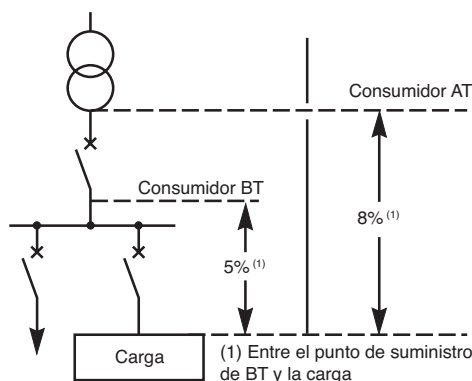 Consumidor AT
Consumidor BT
8% (1)
5% (1)
Carga
(1) Entre el punto de suministro
de BT y la carga